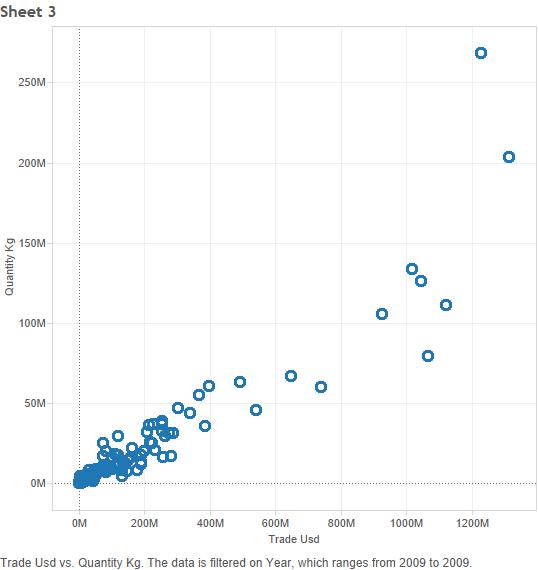 Sheet 3
250M
200M
150M
100M
50M
0M
Quantity Kg
0M 200M 400M 600M 800M 1000M 1200M
Trade Usd
Trade Usd vs. Quantity Kg. The data is filtered on Year, which ranges from 2009 to 2009.